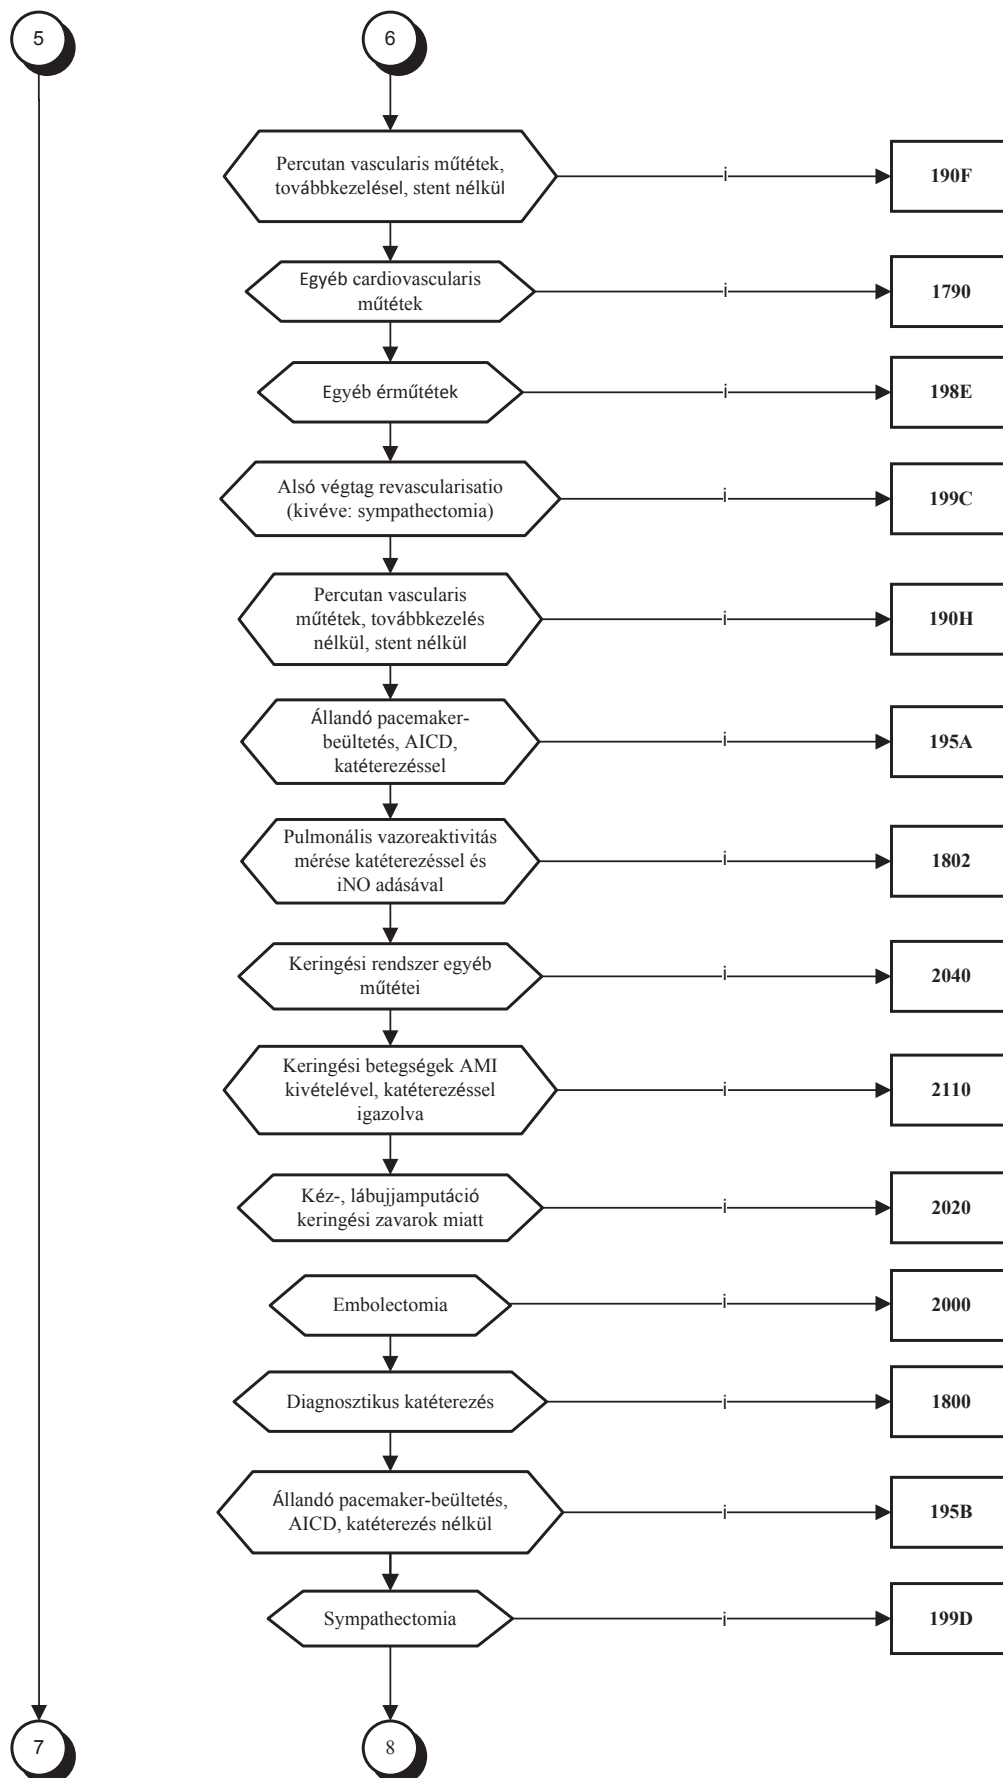 5
6
Percutan vascularis műtétek,
továbbkezelésel, stent nélkül
i
190F
Egyéb cardiovascularis
műtétek
i
1790
Egyéb érműtétek
i
198E
Alsó végtag revascularisatio
(kivéve: sympathectomia)
i
199C
Percutan vascularis
műtétek, továbbkezelés
nélkül, stent nélkül
i
190H
Állandó pacemaker-
beültetés, AICD,
katéterezéssel
i
195A
Pulmonális vazoreaktivitás
mérése katéterezéssel és
iNO adásával
i
1802
Keringési rendszer egyéb
műtétei
i
2040
Keringési betegségek AMI
kivételével, katéterezéssel
igazolva
i
2110
Kéz-, lábujjamputáció
keringési zavarok miatt
i
2020
Embolectomia
i
2000
Diagnosztikus katéterezés
i
1800
Állandó pacemaker-beültetés,
AICD, katéterezés nélkül
i
195B
Sympathectomia
i
199D
7
8